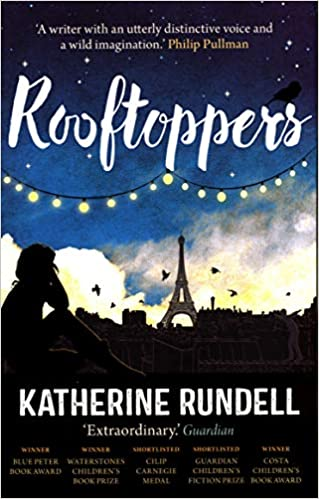 ‘A writer with an utterly distinctive voice and
a wild imagination.’ Philip Pullman
Rooftoppers
KATHERINE RUNDELL
‘Extraordinary.’ Guardian
WINNER
BLUE PETER
BOOK AWARD
WINNER
WATERSTONES
CHILDREN'S
BOOK PRIZE
SHORTLISTED
CILIP
CARNEGIE
MEDAL
SHORTLISTED
GUARDIAN
CHILDREN'S
FICTION PRIZE
WINNER
COSTA
CHILDREN'S
BOOK AWARD